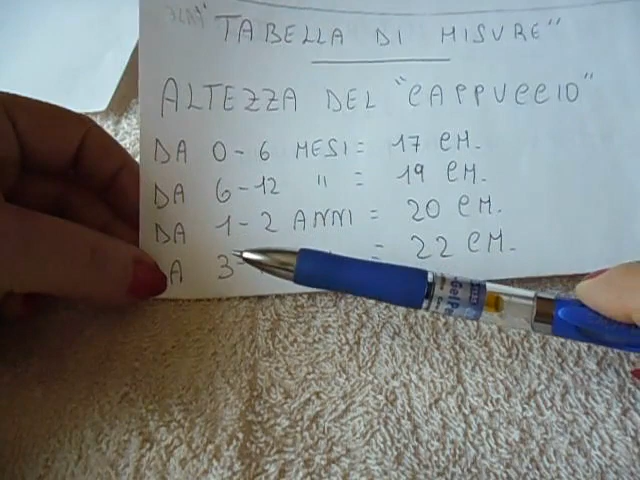 "TABELLA DI MISURE"
ALTEZZA DEL "CAPPUCCIO"
DA 0-6 MESI = 17 CM.
DA 6-12 " = 19 CM.
DA 1-2 ANNI = 20 CM.
DA 3- = 22 CM.
GelPe